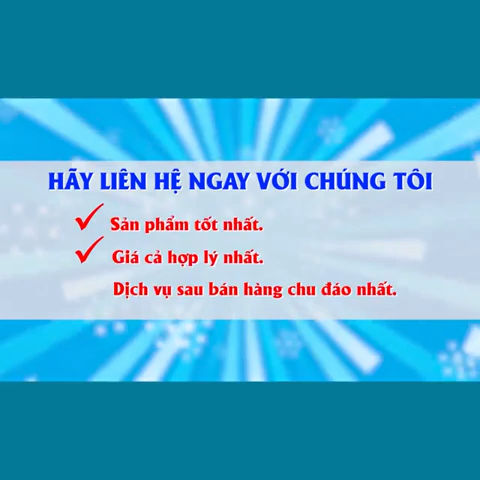 HÃY LIÊN HỆ NGAY VỚI CHÚNG TÔI
Sản phẩm tốt nhất.
Giá cả hợp lý nhất.
Dịch vụ sau bán hàng chu đáo nhất.